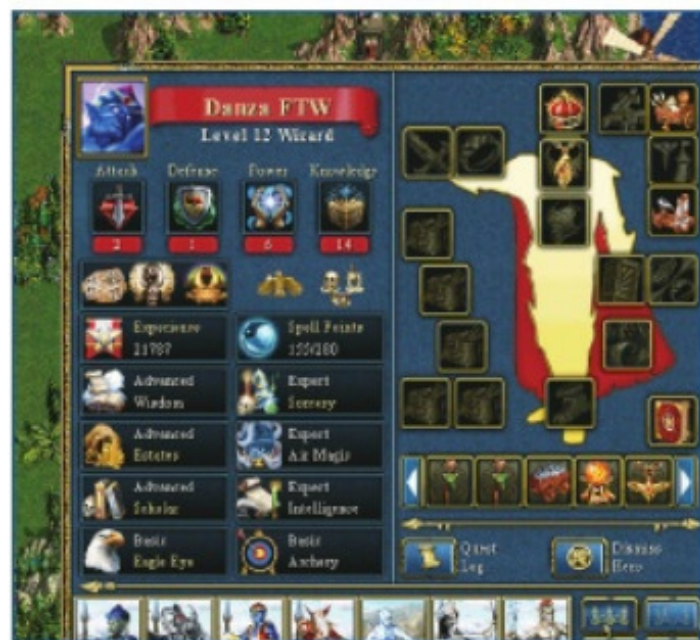 Danza FTW
Level 12 Wizard
Attack Defense Power Knowledge
2 1 6 14
Experience
21787
Spell Points
155/280
Advanced
Wisdom
Expert
Sorcery
Advanced
Estates
Expert
Air Magic
Advanced
Scholar
Expert
Intelligence
Basic
Eagle Eye
Basic
Archery
Quest
Log
Dismiss
Hero